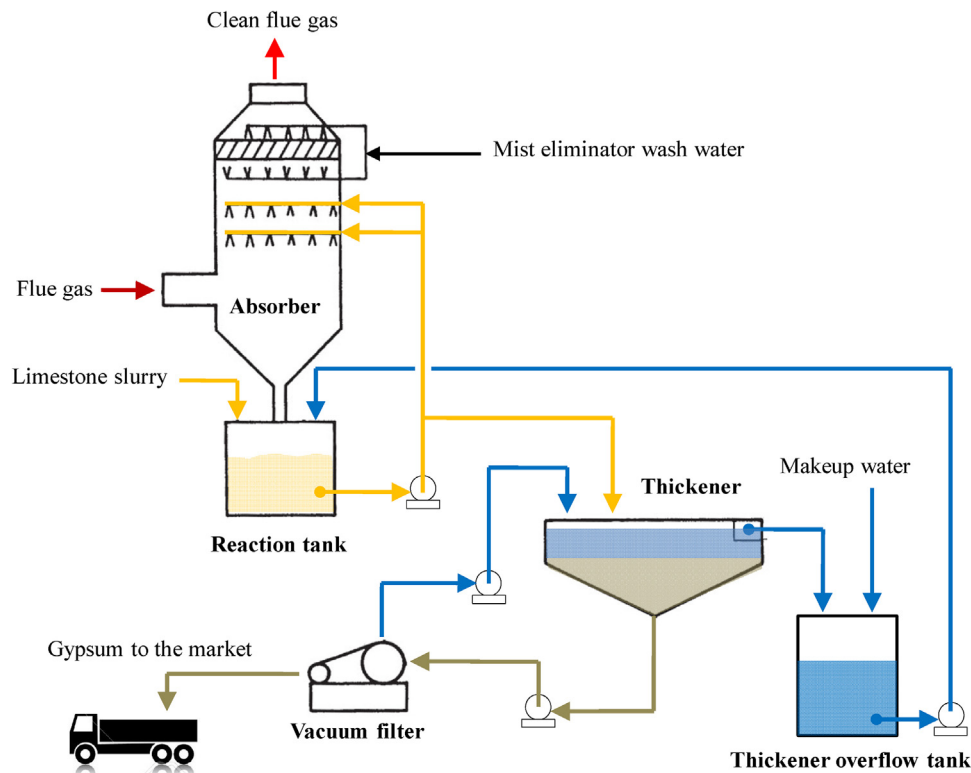 Clean flue gas
Mist eliminator wash water
Flue gas
Absorber
Limestone slurry
Makeup water
Thickener
Reaction tank
Gypsum to the market
Vacuum filter
Thickener overflow tank